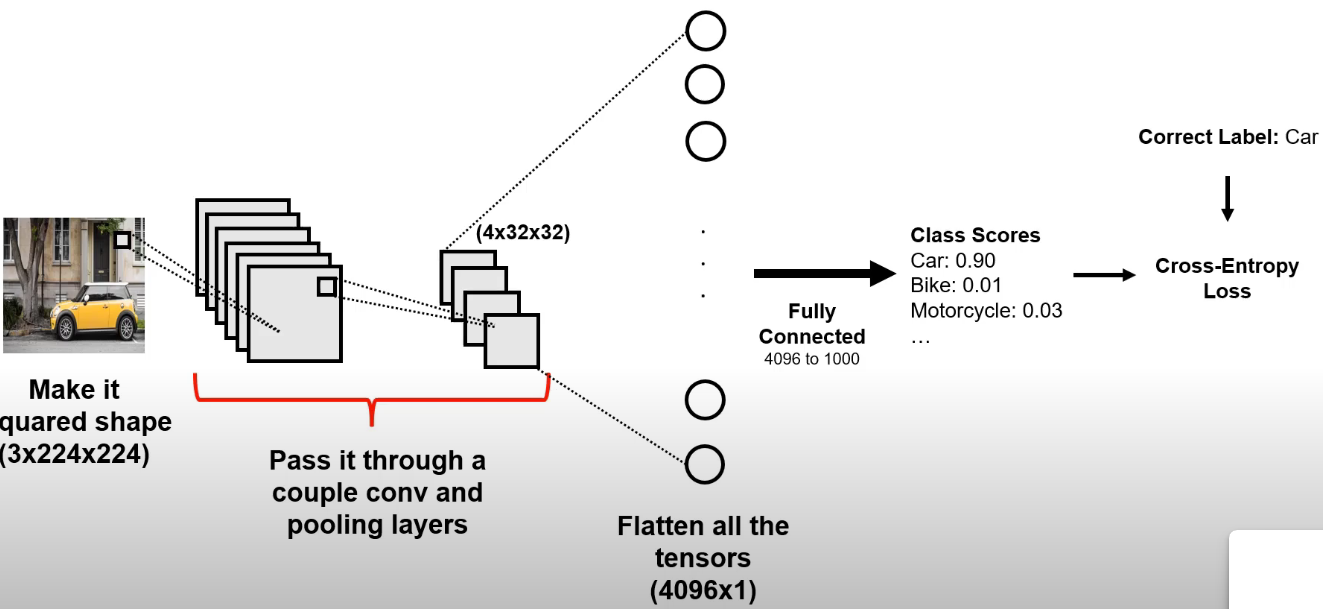 Make it
quared shape
(3x224x224)
Pass it through a
couple conv and
pooling layers
(4x32x32)
Flatten all the
tensors
(4096x1)
Fully
Connected
4096 to 1000
Class Scores
Car: 0.90
Bike: 0.01
Motorcycle: 0.03
...
Correct Label: Car
Cross-Entropy
Loss